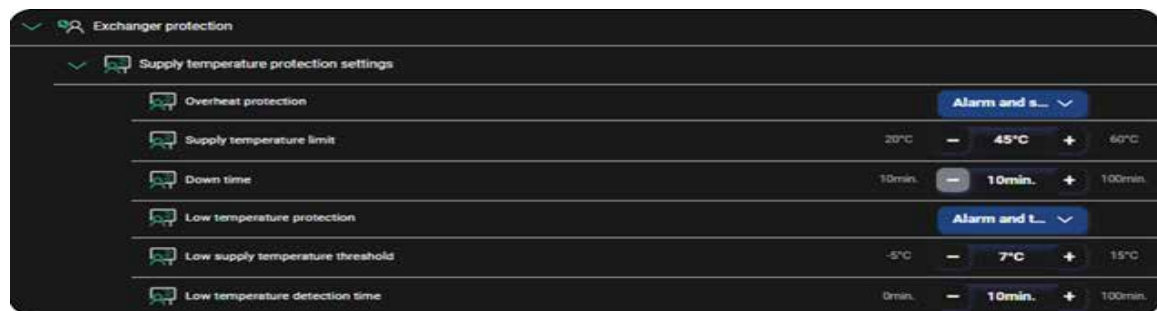 Exchanger protection
Supply temperature protection settings
Overheat protection Alarm and s...
Supply temperature limit 20°C − 45°C + 60°C
Down time 10min. − 10min. + 100min.
Low temperature protection Alarm and t...
Low supply temperature threshold -5°C − 7°C + 15°C
Low temperature detection time 0min. − 10min. + 100min.